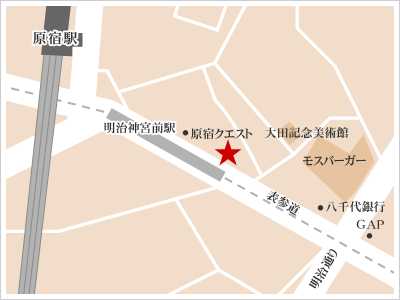 原宿駅
明治神宮前駅
原宿クエスト
大田記念美術館
モスバーガー
表参道
八千代銀行
GAP
明治通り